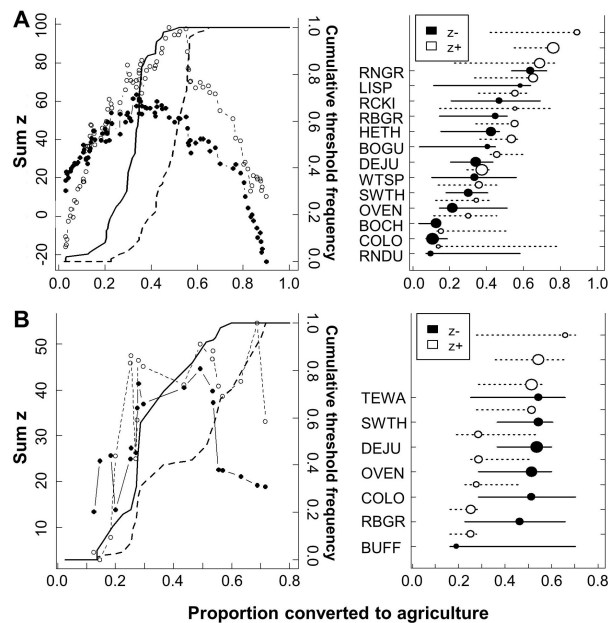 A
Sum z
100
80
60
40
20
0
-20
0.0 0.2 0.4 0.6 0.8 1.0
0.0 0.2 0.4 0.6 0.8 1.0
Cumulative threshold frequency
z-
z+
RNGR
LISP
RCKI
RBGR
HETH
BOGU
DEJU
WTSP
SWTH
OVEN
BOCH
COLO
RNDU
0.0 0.2 0.4 0.6 0.8 1.0
B
Sum z
50
40
30
20
10
0.0 0.2 0.4 0.6 0.8
0.0 0.2 0.4 0.6 0.8 1.0
Cumulative threshold frequency
z-
z+
TEWA
SWTH
DEJU
OVEN
COLO
RBGR
BUFF
0.0 0.2 0.4 0.6 0.8
Proportion converted to agriculture